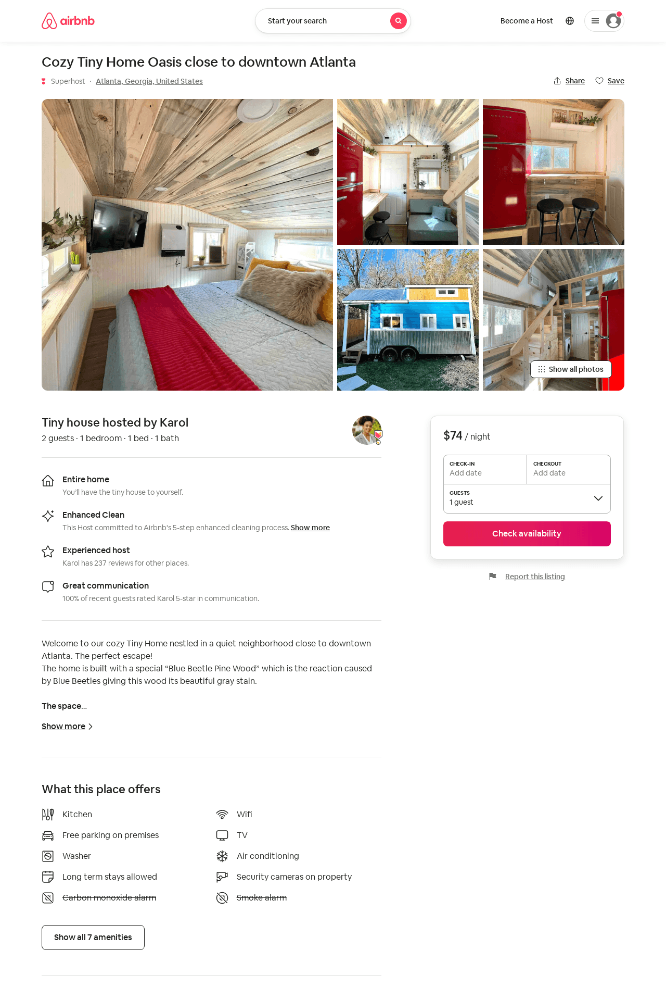 airbnb
Start your search
Become a Host
Cozy Tiny Home Oasis close to downtown Atlanta
Superhost · Atlanta, Georgia, United States
Share
Save
GALANZ
Show all photos
Tiny house hosted by Karol
2 guests · 1 bedroom · 1 bed · 1 bath
Entire home
You’ll have the tiny house to yourself.
Enhanced Clean
This Host committed to Airbnb's 5-step enhanced cleaning process. Show more
Experienced host
Karol has 237 reviews for other places.
Great communication
100% of recent guests rated Karol 5-star in communication.
$74 / night
CHECK-IN
Add date
CHECKOUT
Add date
GUESTS
1 guest
Check availability
Report this listing
Welcome to our cozy Tiny Home nestled in a quiet neighborhood close to downtown
Atlanta. The perfect escape!
The home is built with a special “Blue Beetle Pine Wood” which is the reaction caused
by Blue Beetles giving this wood its beautiful gray stain.
The space...
Show more
What this place offers
Kitchen
Wifi
Free parking on premises
TV
Washer
Air conditioning
Long term stays allowed
Security cameras on property
Carbon monoxide alarm
Smoke alarm
Show all 7 amenities